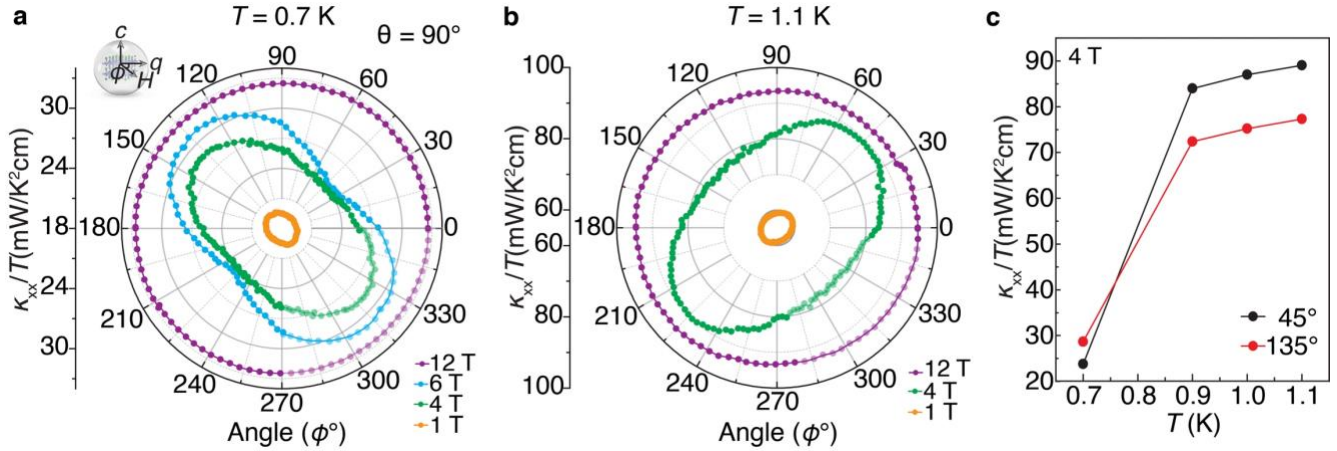 a
T = 0.7 K
θ = 90°
c
q
ϕ
H
κxx/T(mW/K²cm)
30
24
18
24
30
90
60
30
0
330
300
270
240
210
180
150
120
12 T
6 T
4 T
1 T
Angle (ϕ°)
b
T = 1.1 K
κxx/T(mW/K²cm)
100
80
60
60
80
100
90
60
30
0
330
300
270
240
210
180
150
120
12 T
4 T
1 T
Angle (ϕ°)
c
4 T
κxx/T(mW/K²cm)
90
80
70
60
50
40
30
20
45°
135°
0.7 0.8 0.9 1.0 1.1
T (K)